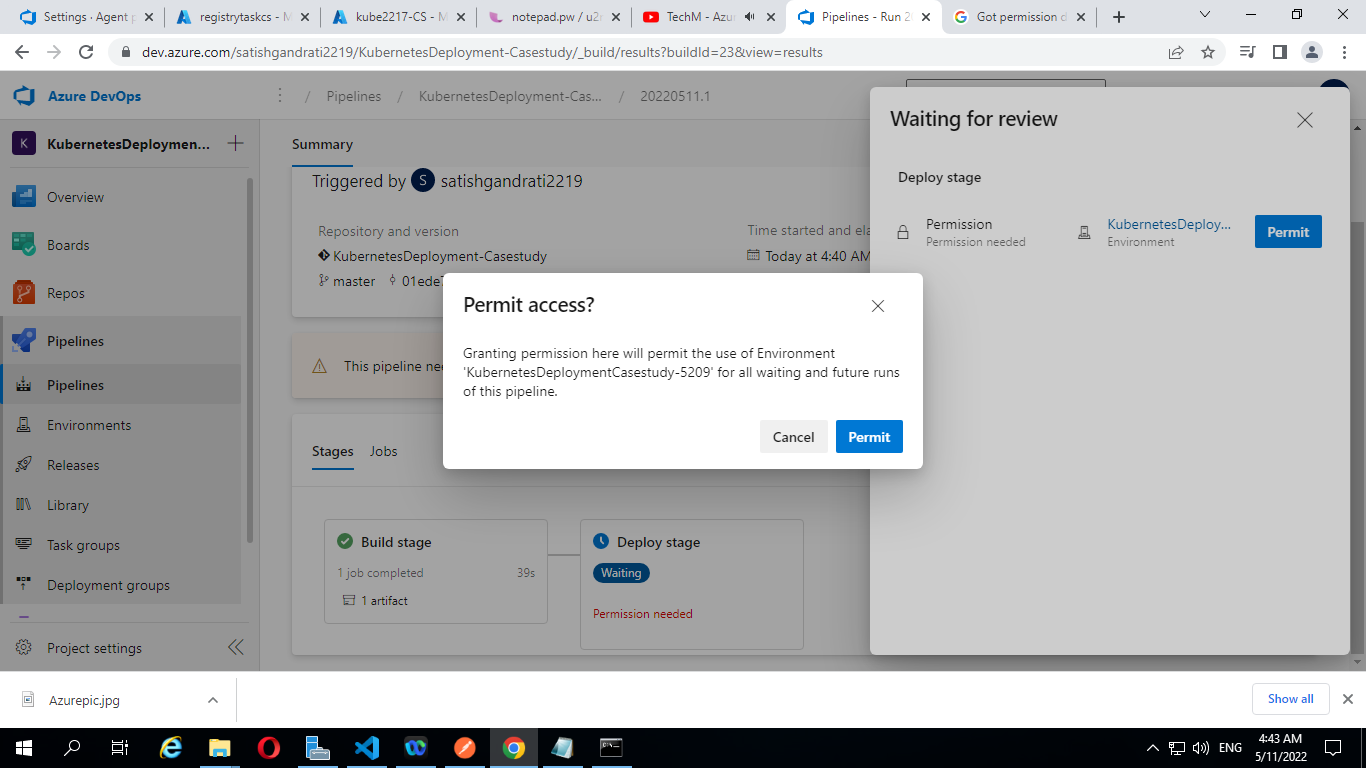 Settings · Agent p
registrytaskcs - M
kube2217-CS - M
notepad.pw / u2r
TechM - Azur
Pipelines - Run 20
Got permission d
dev.azure.com/satishgandrati2219/KubernetesDeployment-Casestudy/_build/results?buildId=23&view=results
Azure DevOps
/ Pipelines / KubernetesDeployment-Cas... / 20220511.1
K KubernetesDeploymen...
Overview
Boards
Repos
Pipelines
Pipelines
Environments
Releases
Library
Task groups
Deployment groups
Project settings
Summary
Triggered by S satishgandrati2219
Repository and version
KubernetesDeployment-Casestudy
master 01ede
Time started and ela
Today at 4:40 AM
This pipeline nee
Stages Jobs
Build stage
1 job completed 39s
1 artifact
Deploy stage
Waiting
Permission needed
Waiting for review
Deploy stage
Permission
Permission needed
KubernetesDeploy...
Environment
Permit
Permit access?
Granting permission here will permit the use of Environment
'KubernetesDeploymentCasestudy-5209' for all waiting and future runs
of this pipeline.
Cancel Permit
Azurepic.jpg
Show all
ENG
4:43 AM
5/11/2022